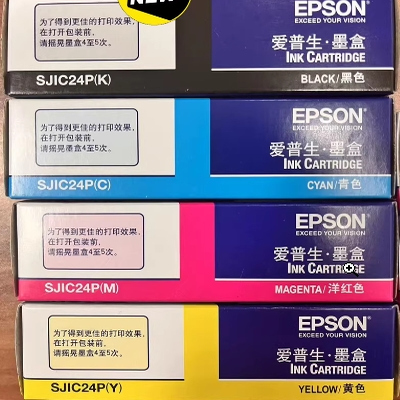 NEW
EPSON
EXCEED YOUR VISION
为了得到更佳的打印效果,
在打开包装前,
请摇晃墨盒4至5次。
爱普生·墨盒
INK CARTRIDGE
SJIC24P(K)
BLACK/黑色
EPSON
EXCEED YOUR VISION
为了得到更佳的打印效果,
在打开包装前,
请摇晃墨盒4至5次。
爱普生·墨盒
INK CARTRIDGE
SJIC24P(C)
CYAN/青色
EPSON
EXCEED YOUR VISION
为了得到更佳的打印效果,
在打开包装前,
请摇晃墨盒4至5次。
爱普生·墨盒
INK CARTRIDGE
SJIC24P(M)
MAGENTA/洋红色
EPSON
EXCEED YOUR VISION
为了得到更佳的打印效果,
在打开包装前,
请摇晃墨盒4至5次。
爱普生·墨盒
INK CARTRIDGE
SJIC24P(Y)
YELLOW/黄色